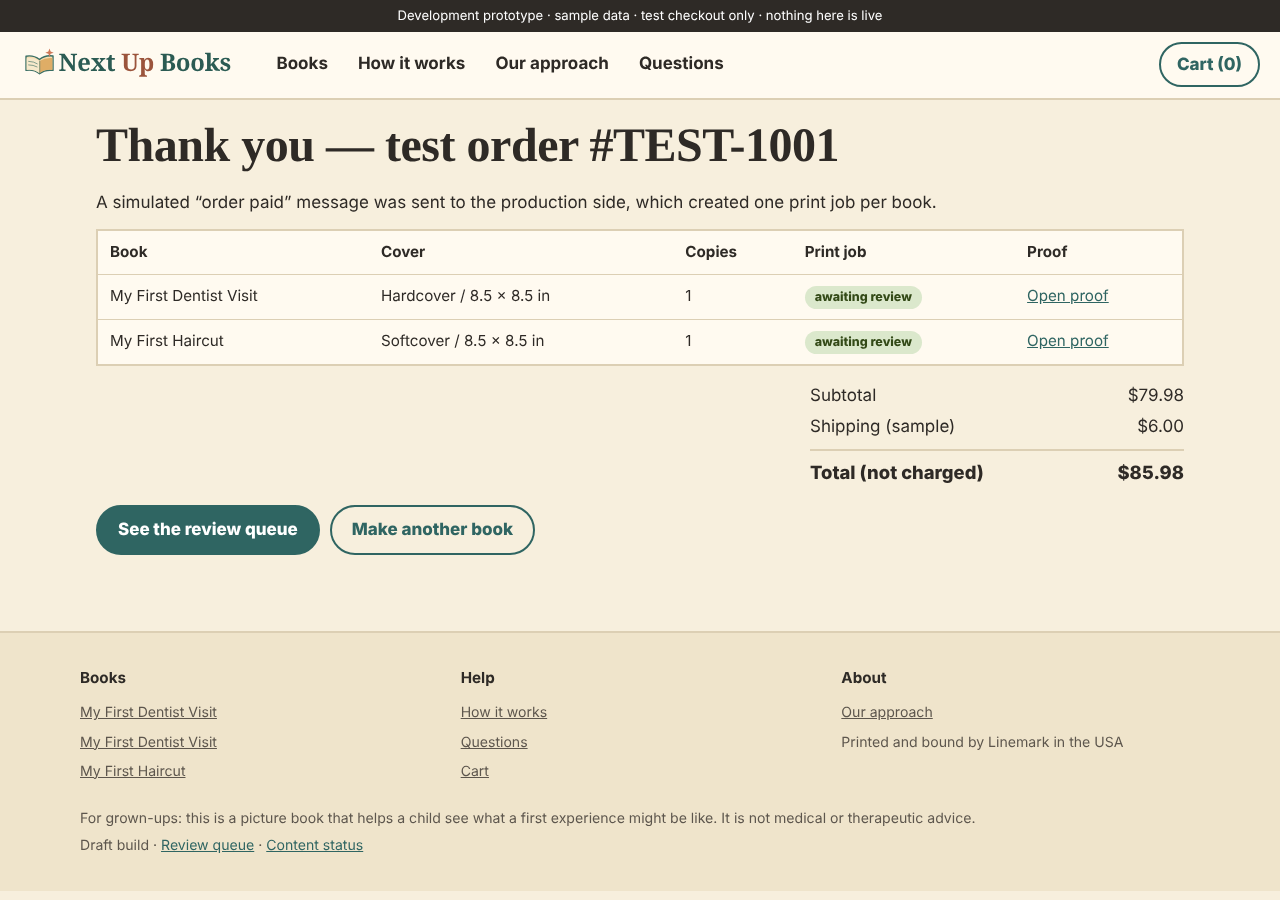 Development prototype · sample data · test checkout only · nothing here is live
Next Up Books
Books How it works Our approach Questions
Cart (0)
Thank you — test order #TEST-1001
A simulated “order paid” message was sent to the production side, which created one print job per book.
Book Cover Copies Print job Proof
My First Dentist Visit Hardcover / 8.5 × 8.5 in 1 awaiting review Open proof
My First Haircut Softcover / 8.5 × 8.5 in 1 awaiting review Open proof
Subtotal $79.98
Shipping (sample) $6.00
Total (not charged) $85.98
See the review queue Make another book
Books
My First Dentist Visit
My First Dentist Visit
My First Haircut
Help
How it works
Questions
Cart
About
Our approach
Printed and bound by Linemark in the USA
For grown-ups: this is a picture book that helps a child see what a first experience might be like. It is not medical or therapeutic advice.
Draft build · Review queue · Content status